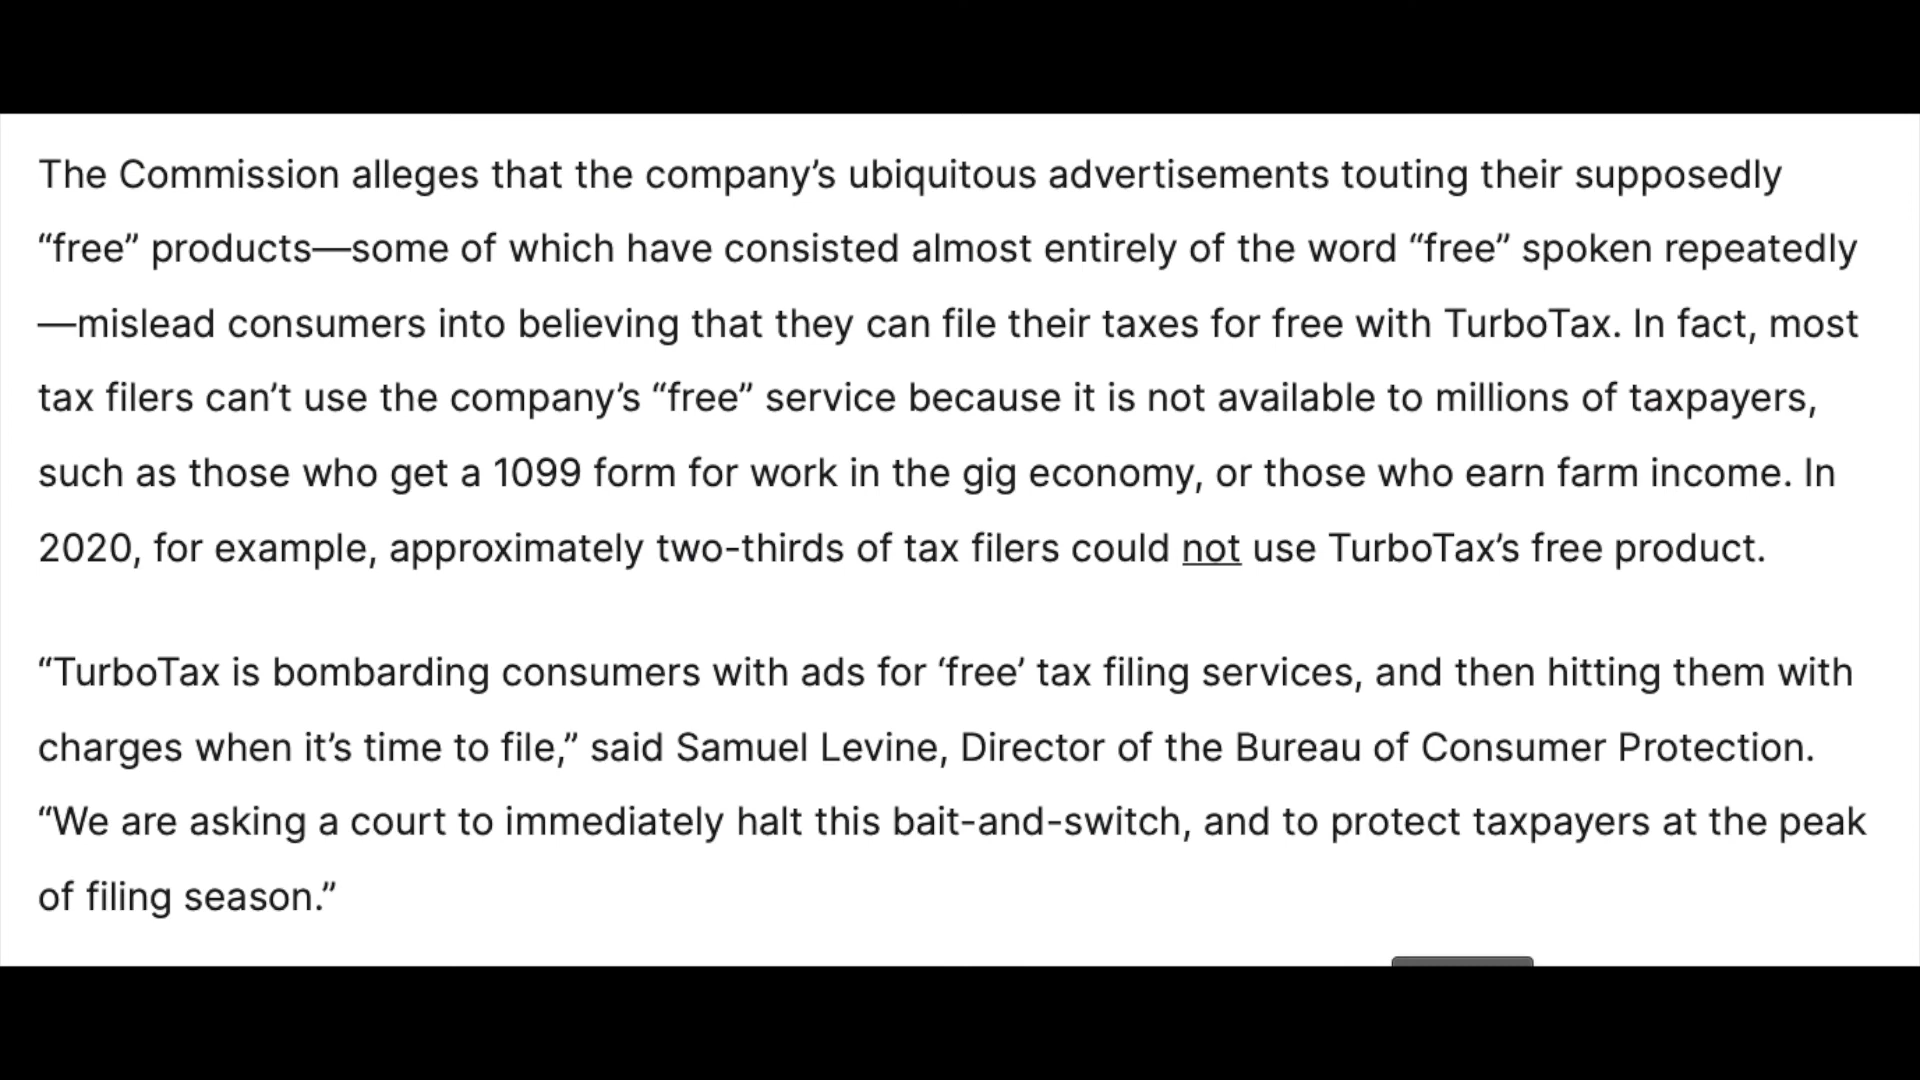 The Commission alleges that the company’s ubiquitous advertisements touting their supposedly
“free” products—some of which have consisted almost entirely of the word “free” spoken repeatedly
—mislead consumers into believing that they can file their taxes for free with TurboTax. In fact, most
tax filers can’t use the company’s “free” service because it is not available to millions of taxpayers,
such as those who get a 1099 form for work in the gig economy, or those who earn farm income. In
2020, for example, approximately two-thirds of tax filers could not use TurboTax’s free product.
“TurboTax is bombarding consumers with ads for ‘free’ tax filing services, and then hitting them with
charges when it’s time to file,” said Samuel Levine, Director of the Bureau of Consumer Protection.
“We are asking a court to immediately halt this bait-and-switch, and to protect taxpayers at the peak
of filing season.”